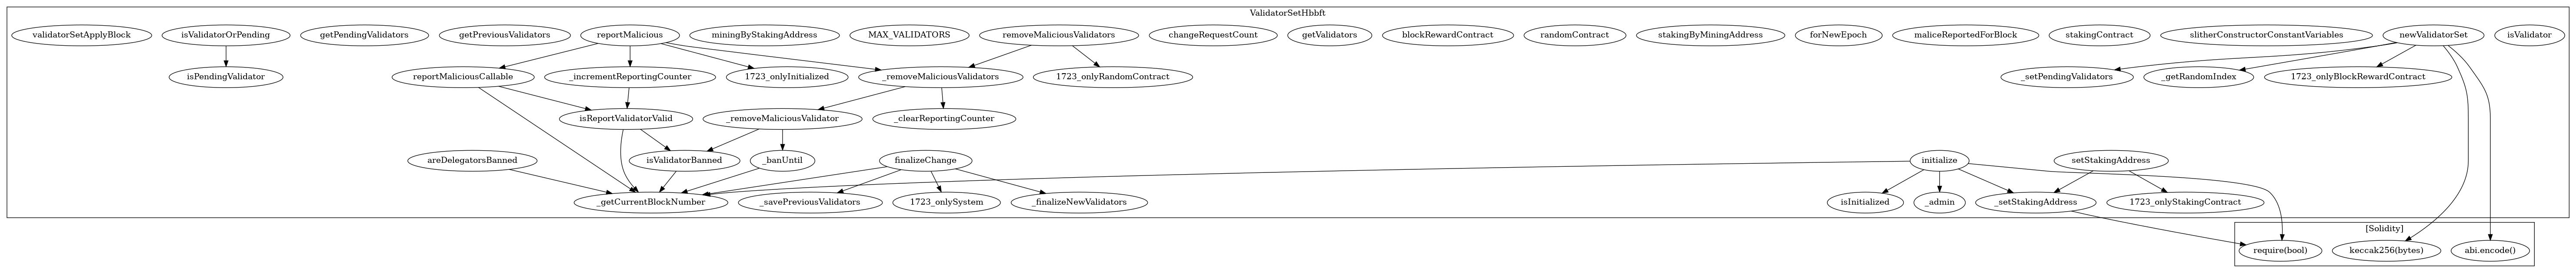 ValidatorSetHbbft
validatorSetApplyBlock
isValidatorOrPending
getPendingValidators
getPreviousValidators
reportMalicious
miningByStakingAddress
MAX_VALIDATORS
removeMaliciousValidators
changeRequestCount
getValidators
blockRewardContract
randomContract
stakingByMiningAddress
forNewEpoch
maliceReportedForBlock
stakingContract
slitherConstructorConstantVariables
newValidatorSet
isValidator
isPendingValidator
reportMaliciousCallable
_incrementReportingCounter
1723_onlyInitialized
_removeMaliciousValidators
1723_onlyRandomContract
_setPendingValidators
_getRandomIndex
1723_onlyBlockRewardContract
isReportValidatorValid
_removeMaliciousValidator
_clearReportingCounter
areDelegatorsBanned
isValidatorBanned
_banUntil
finalizeChange
initialize
setStakingAddress
_getCurrentBlockNumber
_savePreviousValidators
1723_onlySystem
_finalizeNewValidators
isInitialized
_admin
_setStakingAddress
1723_onlyStakingContract
[Solidity]
require(bool)
keccak256(bytes)
abi.encode()